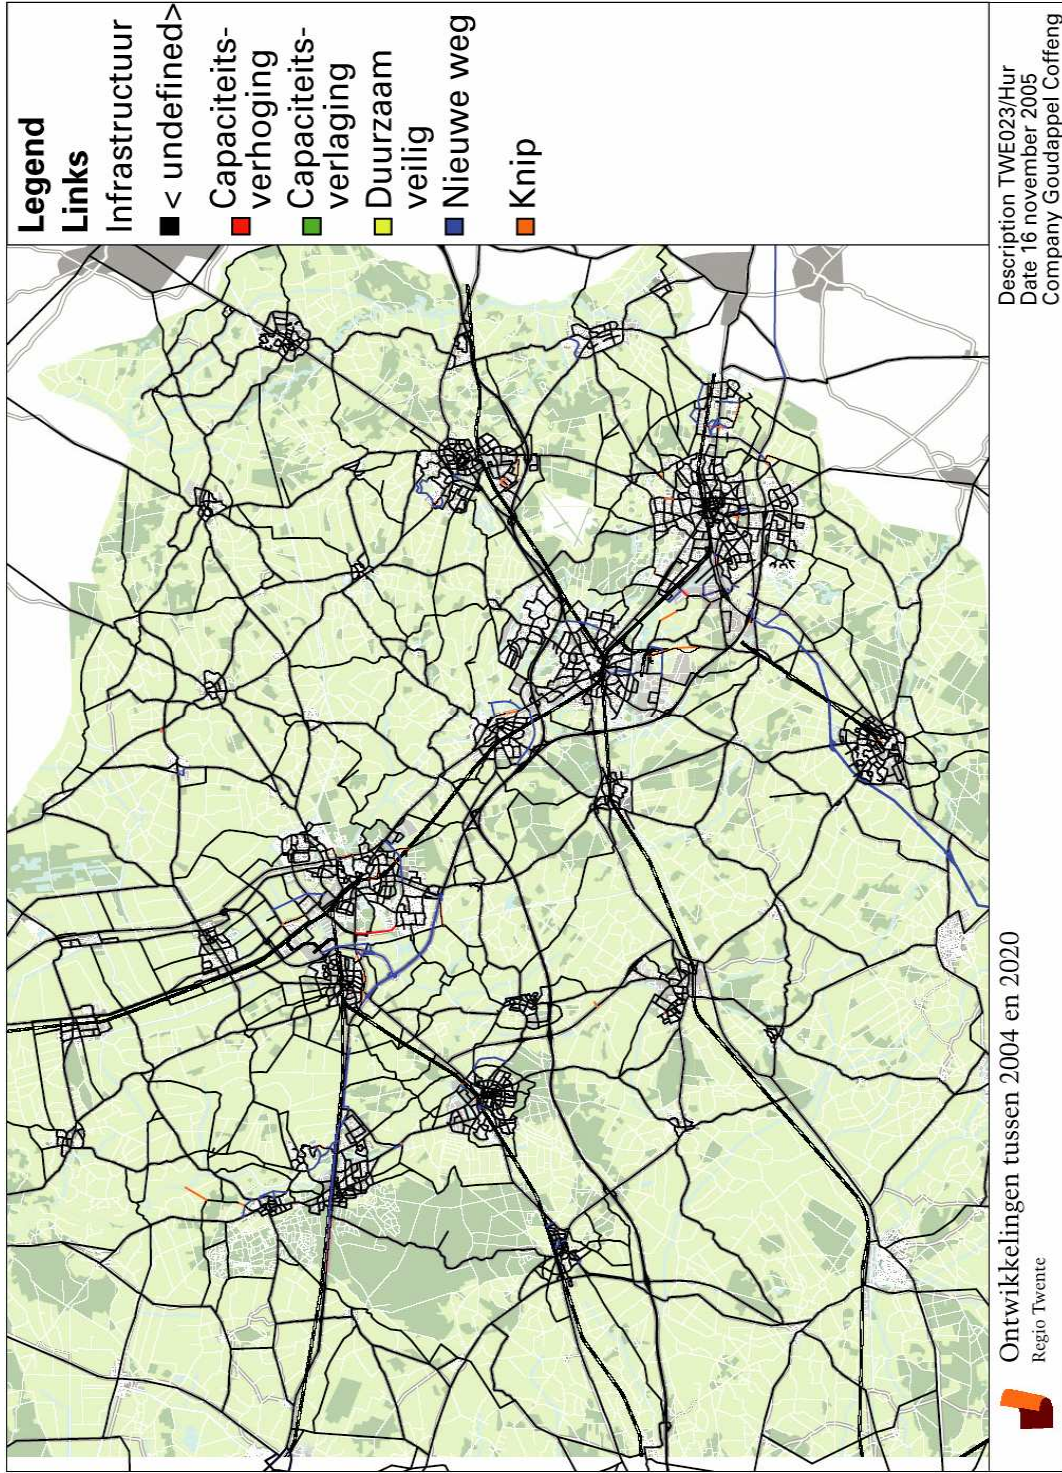 Legend
Links
Infrastructuur
< undefined>
Capaciteits-
verhoging
Capaciteits-
verlaging
Duurzaam
veilig
Nieuwe weg
Knip
Ontwikkelingen tussen 2004 en 2020
Regio Twente
Description TWE023/Hur
Date 16 november 2005
Company Goudappel Coffeng